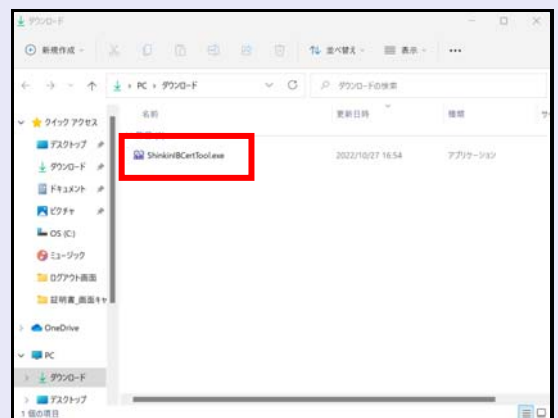 ダウンロード
新規作成
並べ替え
表示
PC › ダウンロード
ダウンロードの検索
名前
更新日時
種類
クイック アクセス
ShinkinIBCertTool.exe
2022/10/27 16:54
アプリケーション
デスクトップ
ダウンロード
ドキュメント
ピクチャ
OS (C:)
ミュージック
ログアウト画面
証明書_画面キャ
OneDrive
PC
ダウンロード
デスクトップ
1 個の項目